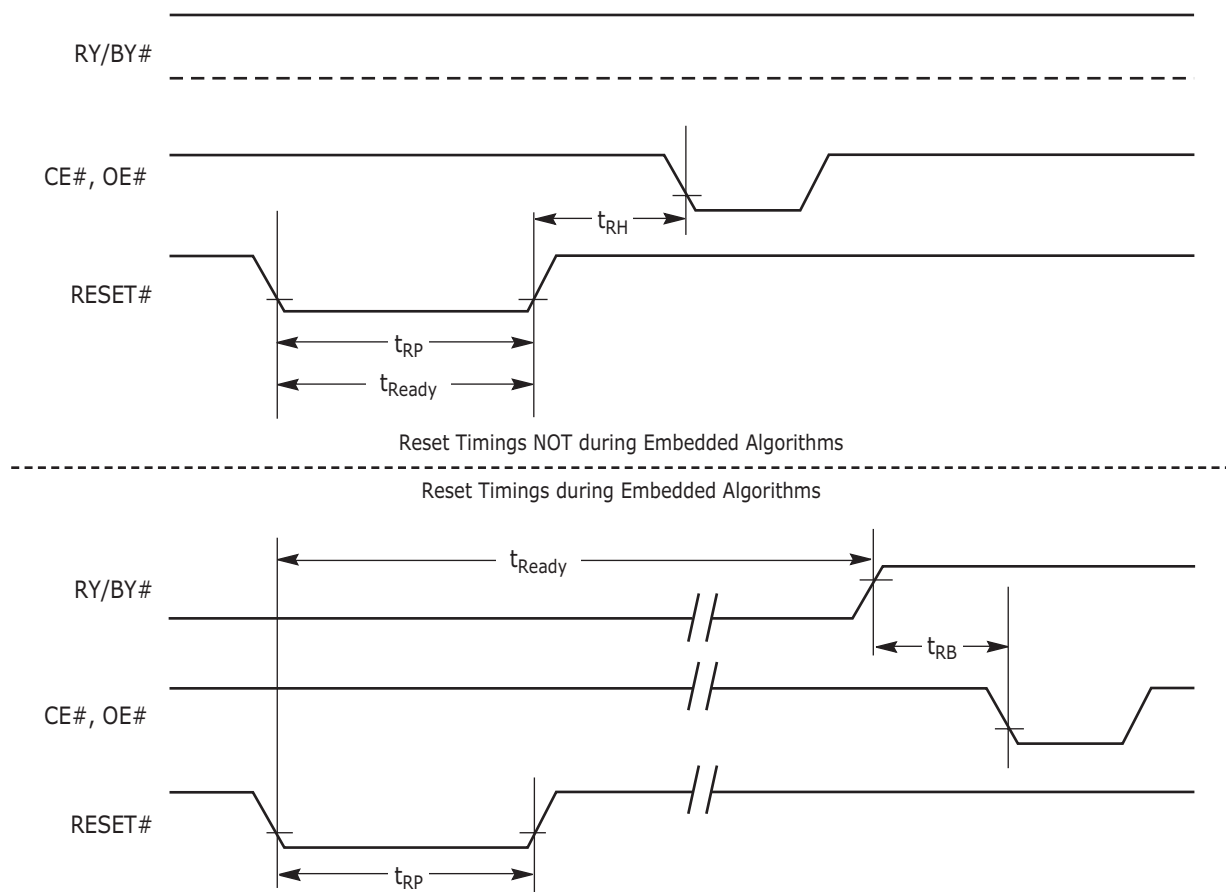 RY/BY#
CE#, OE#
tRH
RESET#
tRP
tReady
Reset Timings NOT during Embedded Algorithms
Reset Timings during Embedded Algorithms
tReady
RY/BY#
tRB
CE#, OE#
RESET#
tRP